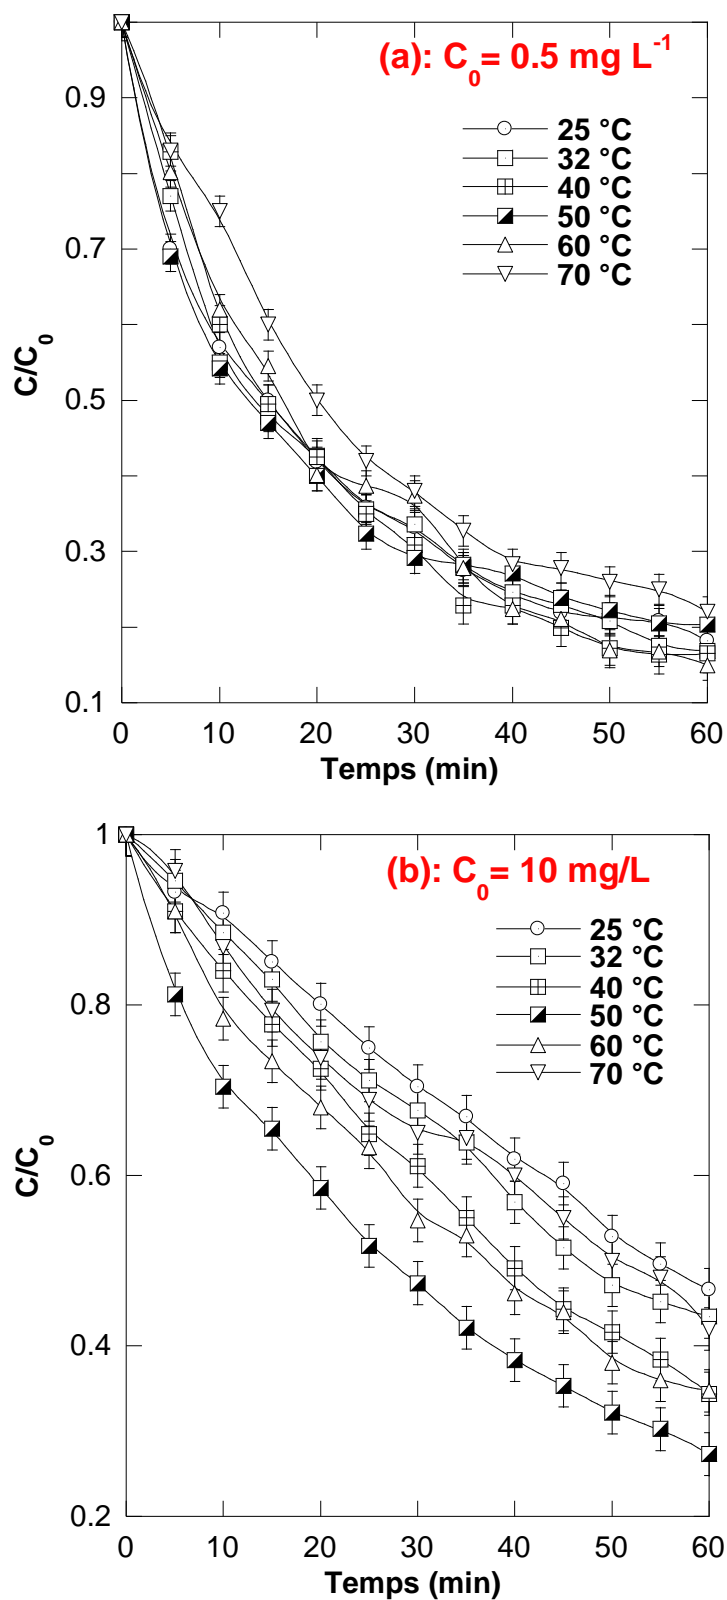 (a): C0= 0.5 mg L-1
0.9
25 °C
32 °C
40 °C
50 °C
0.7
60 °C
70 °C
C/C0
0.5
0.3
0.1
0 10 20 30 40 50 60
Temps (min)
1
(b): C0= 10 mg/L
25 °C
32 °C
40 °C
0.8
50 °C
60 °C
70 °C
C/C0
0.6
0.4
0.2
0 10 20 30 40 50 60
Temps (min)